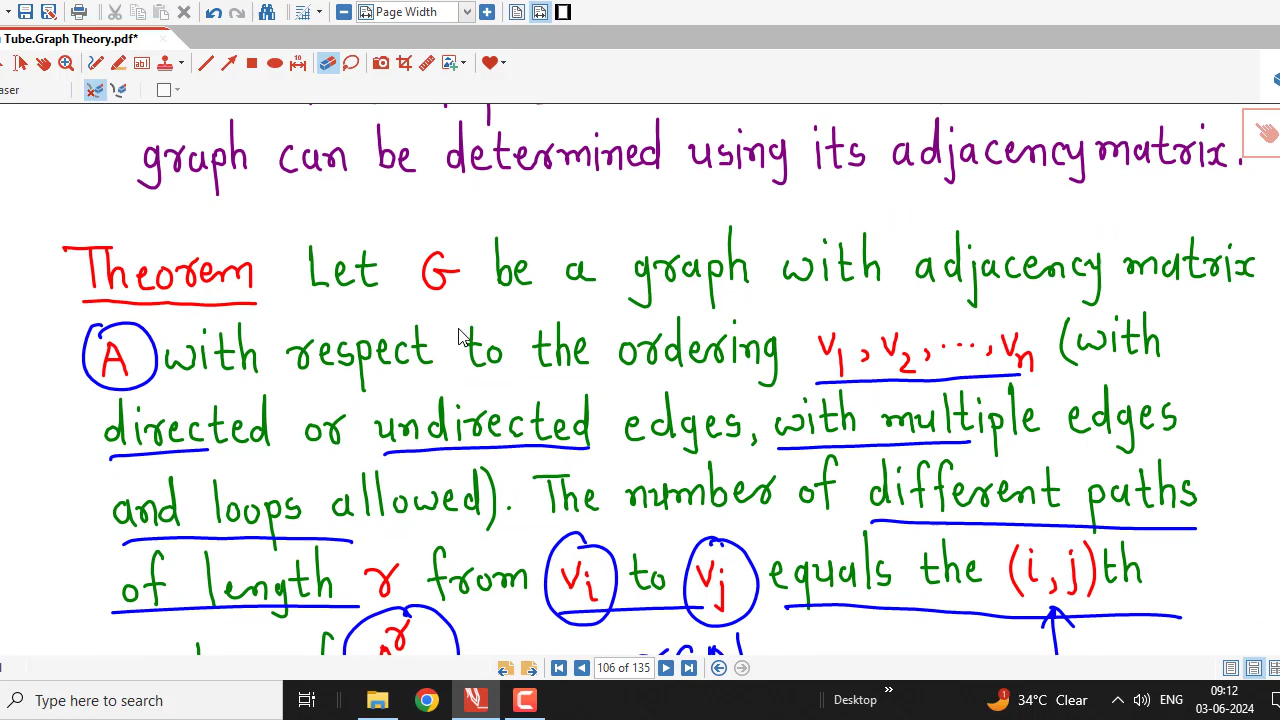 Page Width
Tube.Graph Theory.pdf*
10
aser
graph can be determined using its adjacency matrix.
Theorem Let G be a graph with adjacency matrix
A with respect to the ordering v1, v2, ..., vn (with
directed or undirected edges, with multiple edges
and loops allowed). The number of different paths
of length r from vi to vj equals the (i,j)th
r
106 of 135
Type here to search
Desktop
»
1
34°C Clear
ENG
09:12
03-06-2024